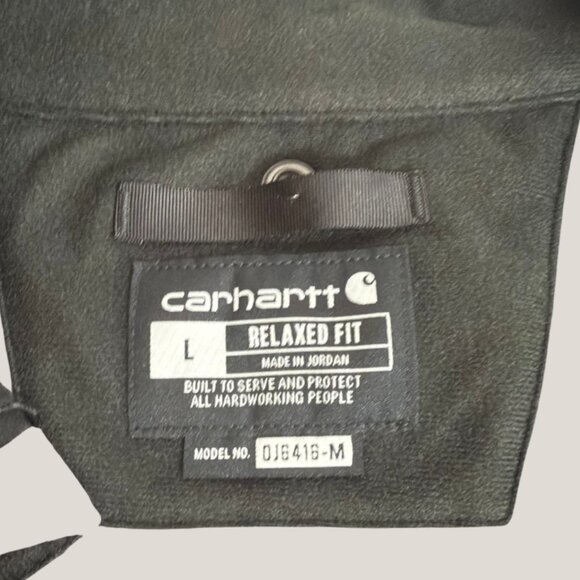 carhartt
L
RELAXED FIT
MADE IN JORDAN
BUILT TO SERVE AND PROTECT
ALL HARDWORKING PEOPLE
MODEL NO. OJ6416-M